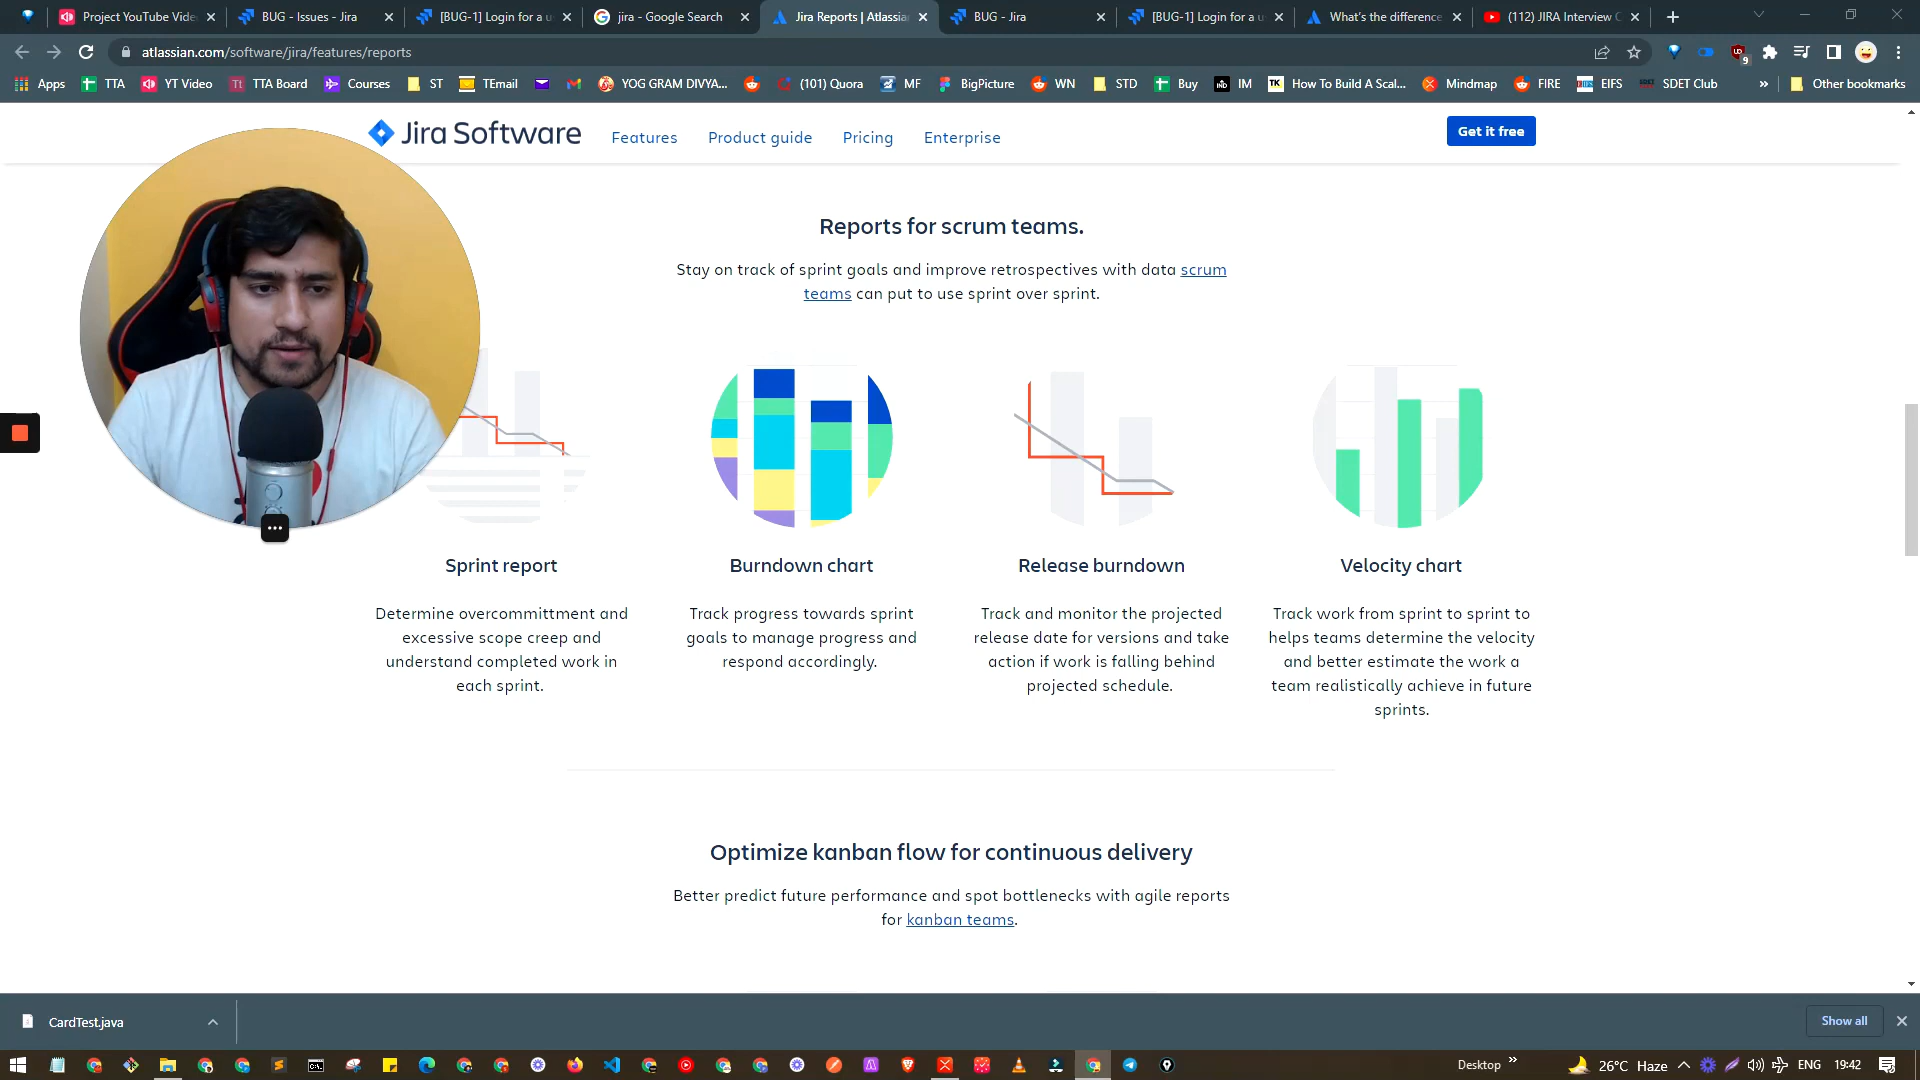 Project YouTube Vide
BUG - Issues - Jira
[BUG-1] Login for a u
jira - Google Search
Jira Reports | Atlassia
BUG - Jira
[BUG-1] Login for a u
What's the difference
(112) JIRA Interview
atlassian.com/software/jira/features/reports
9
Apps
TTA
YT Video
TTA Board
Courses
ST
TEmail
YOG GRAM DIVYA...
(101) Quora
MF
BigPicture
WN
STD
Buy
IM
How To Build A Scal...
Mindmap
FIRE
EIFS
SDET Club
Other bookmarks
Jira Software
Features
Product guide
Pricing
Enterprise
Get it free
Reports for scrum teams.
Stay on track of sprint goals and improve retrospectives with data scrum
teams can put to use sprint over sprint.
Sprint report
Determine overcommittment and
excessive scope creep and
understand completed work in
each sprint.
Burndown chart
Track progress towards sprint
goals to manage progress and
respond accordingly.
Release burndown
Track and monitor the projected
release date for versions and take
action if work is falling behind
projected schedule.
Velocity chart
Track work from sprint to sprint to
helps teams determine the velocity
and better estimate the work a
team realistically achieve in future
sprints.
Optimize kanban flow for continuous delivery
Better predict future performance and spot bottlenecks with agile reports
for kanban teams.
CardTest.java
Show all
Desktop
26°C Haze
ENG
19:42